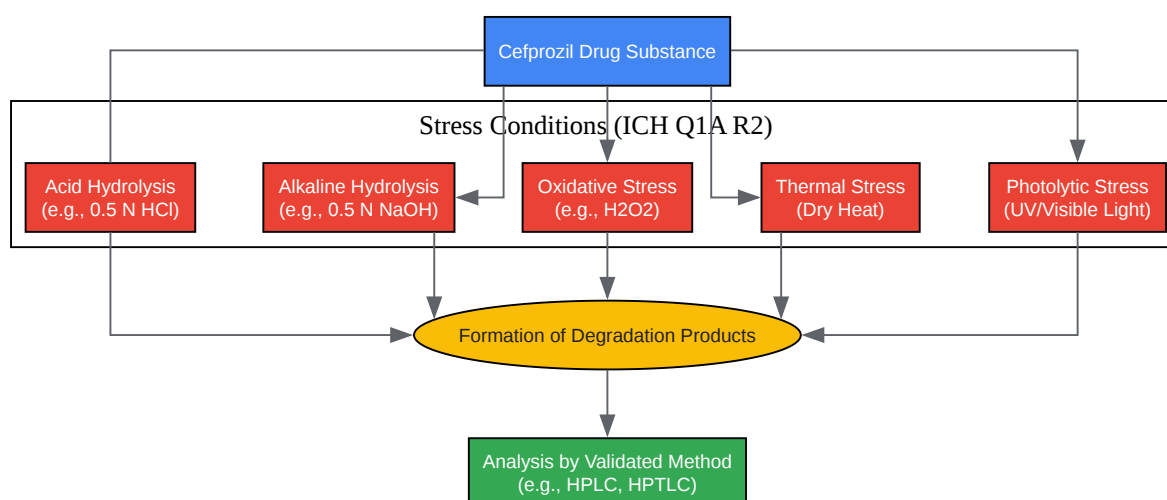 Cefprozil Drug Substance
Stress Conditions (ICH Q1A R2)
Acid Hydrolysis
(e.g., 0.5 N HCl)
Alkaline Hydrolysis
(e.g., 0.5 N NaOH)
Oxidative Stress
(e.g., H2O2)
Thermal Stress
(Dry Heat)
Photolytic Stress
(UV/Visible Light)
Formation of Degradation Products
Analysis by Validated Method
(e.g., HPLC, HPTLC)